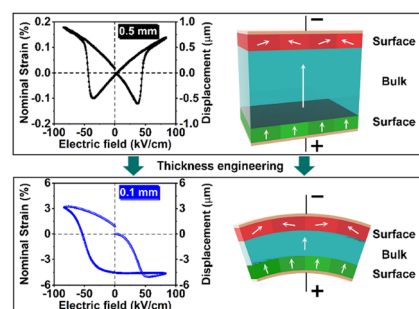 0.2
0.1
0.0
-0.1
-0.2
Nominal Strain (%)
0.5 mm
1.0
0.5
0.0
-0.5
-1.0
Displacement (μm)
-100
-50
0
50
100
Electric field (kV/cm)
−
Surface
Bulk
Surface
+
Thickness engineering
6
3
0
-3
-6
Nominal Strain (%)
0.1 mm
6
3
0
-3
-6
Displacement (μm)
-100
-50
0
50
100
Electric field (kV/cm)
−
Surface
Bulk
Surface
+